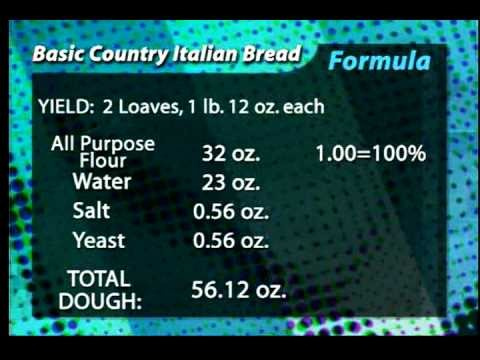 Basic Country Italian Bread
Formula
YIELD: 2 Loaves, 1 lb. 12 oz. each
All Purpose
Flour 32 oz. 1.00=100%
Water 23 oz.
Salt 0.56 oz.
Yeast 0.56 oz.
TOTAL
DOUGH: 56.12 oz.